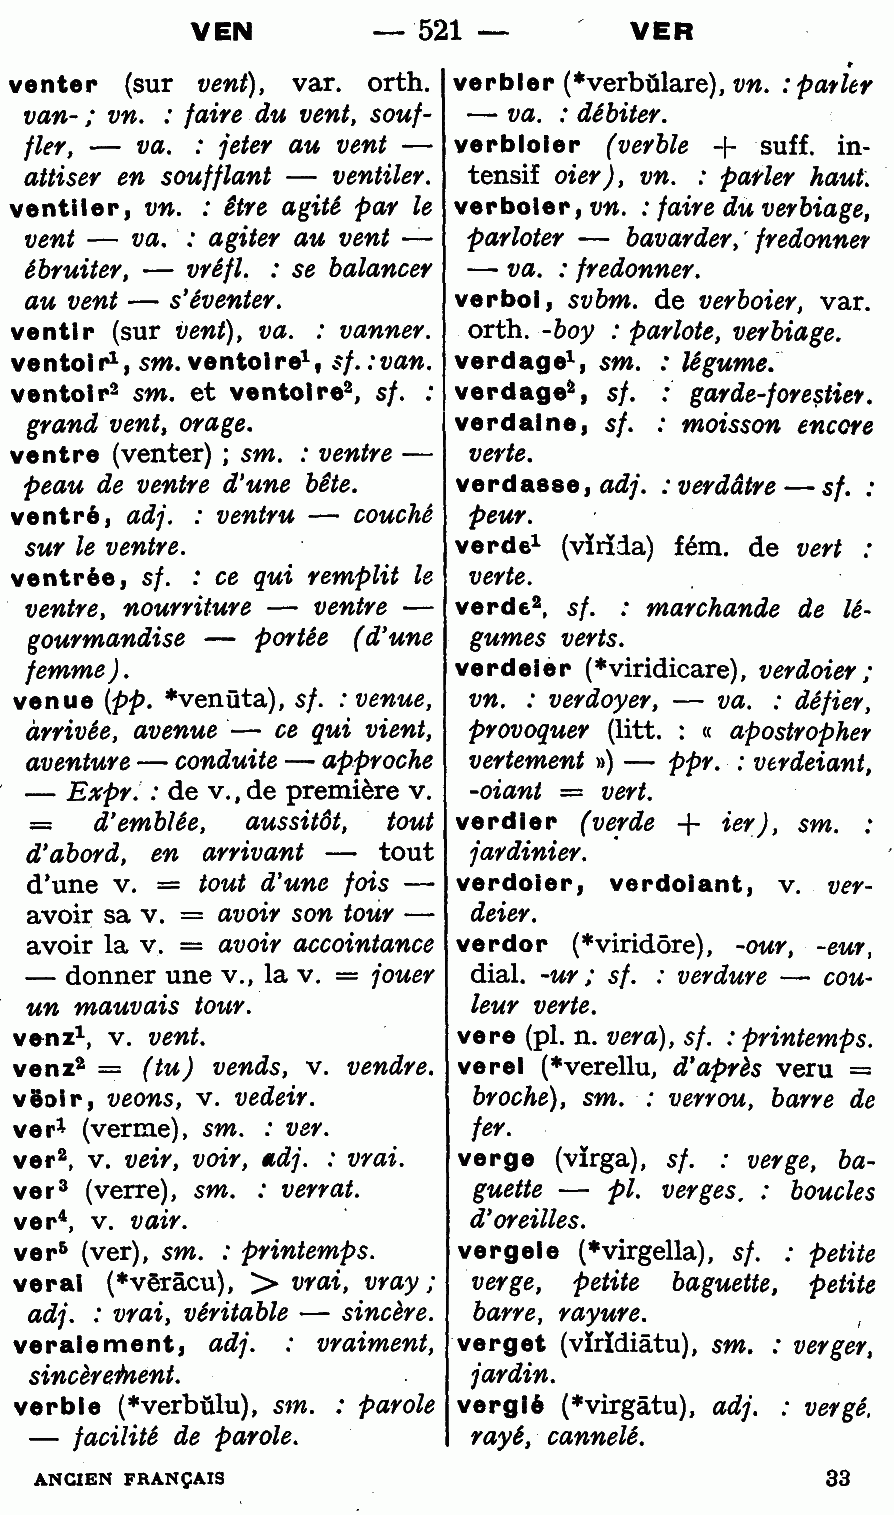 VEN — 521 — VER
venter (sur vent), var. orth.
van- ; vn. : faire du vent, souf-
fler, — va. : jeter au vent —
attiser en soufflant — ventiler.
ventiler, vn. : être agité par le
vent — va. : agiter au vent —
ébruiter, — vréfl. : se balancer
au vent — s'éventer.
ventir (sur vent), va. : vanner.
ventoir¹, sm. ventoire¹, sf. : van.
ventoir² sm. et ventoire², sf. :
grand vent, orage.
ventre (venter) ; sm. : ventre —
peau de ventre d'une bête.
ventré, adj. : ventru — couché
sur le ventre.
ventrée, sf. : ce qui remplit le
ventre, nourriture — ventre —
gourmandise — portée (d'une
femme).
venue (pp. *venūta), sf. : venue,
arrivée, avenue — ce qui vient,
aventure — conduite — approche
— Expr. : de v., de première v.
= d'emblée, aussitôt, tout
d'abord, en arrivant — tout
d'une v. = tout d'une fois —
avoir sa v. = avoir son tour —
avoir la v. = avoir accointance
— donner une v., la v. = jouer
un mauvais tour.
venz¹, v. vent.
venz² = (tu) vends, v. vendre.
vëoir, veons, v. vedeir.
ver¹ (verme), sm. : ver.
ver², v. veir, voir, adj. : vrai.
ver³ (verre), sm. : verrat.
ver⁴, v. vair.
ver⁵ (ver), sm. : printemps.
verai (*vērācu), > vrai, vray ;
adj. : vrai, véritable — sincère.
veraiement, adj. : vraiment,
sincèrement.
verble (*verbŭlu), sm. : parole
— facilité de parole.
verbler (*verbŭlare), vn. : parler
— va. : débiter.
verbloier (verble + suff. in-
tensif oier), vn. : parler haut.
verboier, vn. : faire du verbiage,
parloter — bavarder, fredonner
— va. : fredonner.
verboi, svbm. de verboier, var.
orth. -boy : parlote, verbiage.
verdage¹, sm. : légume.
verdage², sf. : garde-forestier.
verdaine, sf. : moisson encore
verte.
verdasse, adj. : verdâtre — sf. :
peur.
verde¹ (vĭrĭda) fém. de vert :
verte.
verde², sf. : marchande de lé-
gumes verts.
verdeier (*viridicare), verdoier ;
vn. : verdoyer, — va. : défier,
provoquer (litt. : « apostropher
vertement ») — ppr. : verdeiant,
-oiant = vert.
verdier (verde + ier), sm. :
jardinier.
verdoier, verdoiant, v. ver-
deier.
verdor (*viridōre), -our, -eur,
dial. -ur ; sf. : verdure — cou-
leur verte.
vere (pl. n. vera), sf. : printemps.
verel (*verellu, d'après veru =
broche), sm. : verrou, barre de
fer.
verge (vĭrga), sf. : verge, ba-
guette — pl. verges. : boucles
d'oreilles.
vergele (*virgella), sf. : petite
verge, petite baguette, petite
barre, rayure.
verget (vĭrĭdiātu), sm. : verger,
jardin.
vergié (*virgātu), adj. : vergé,
rayé, cannelé.
ANCIEN FRANÇAIS 33